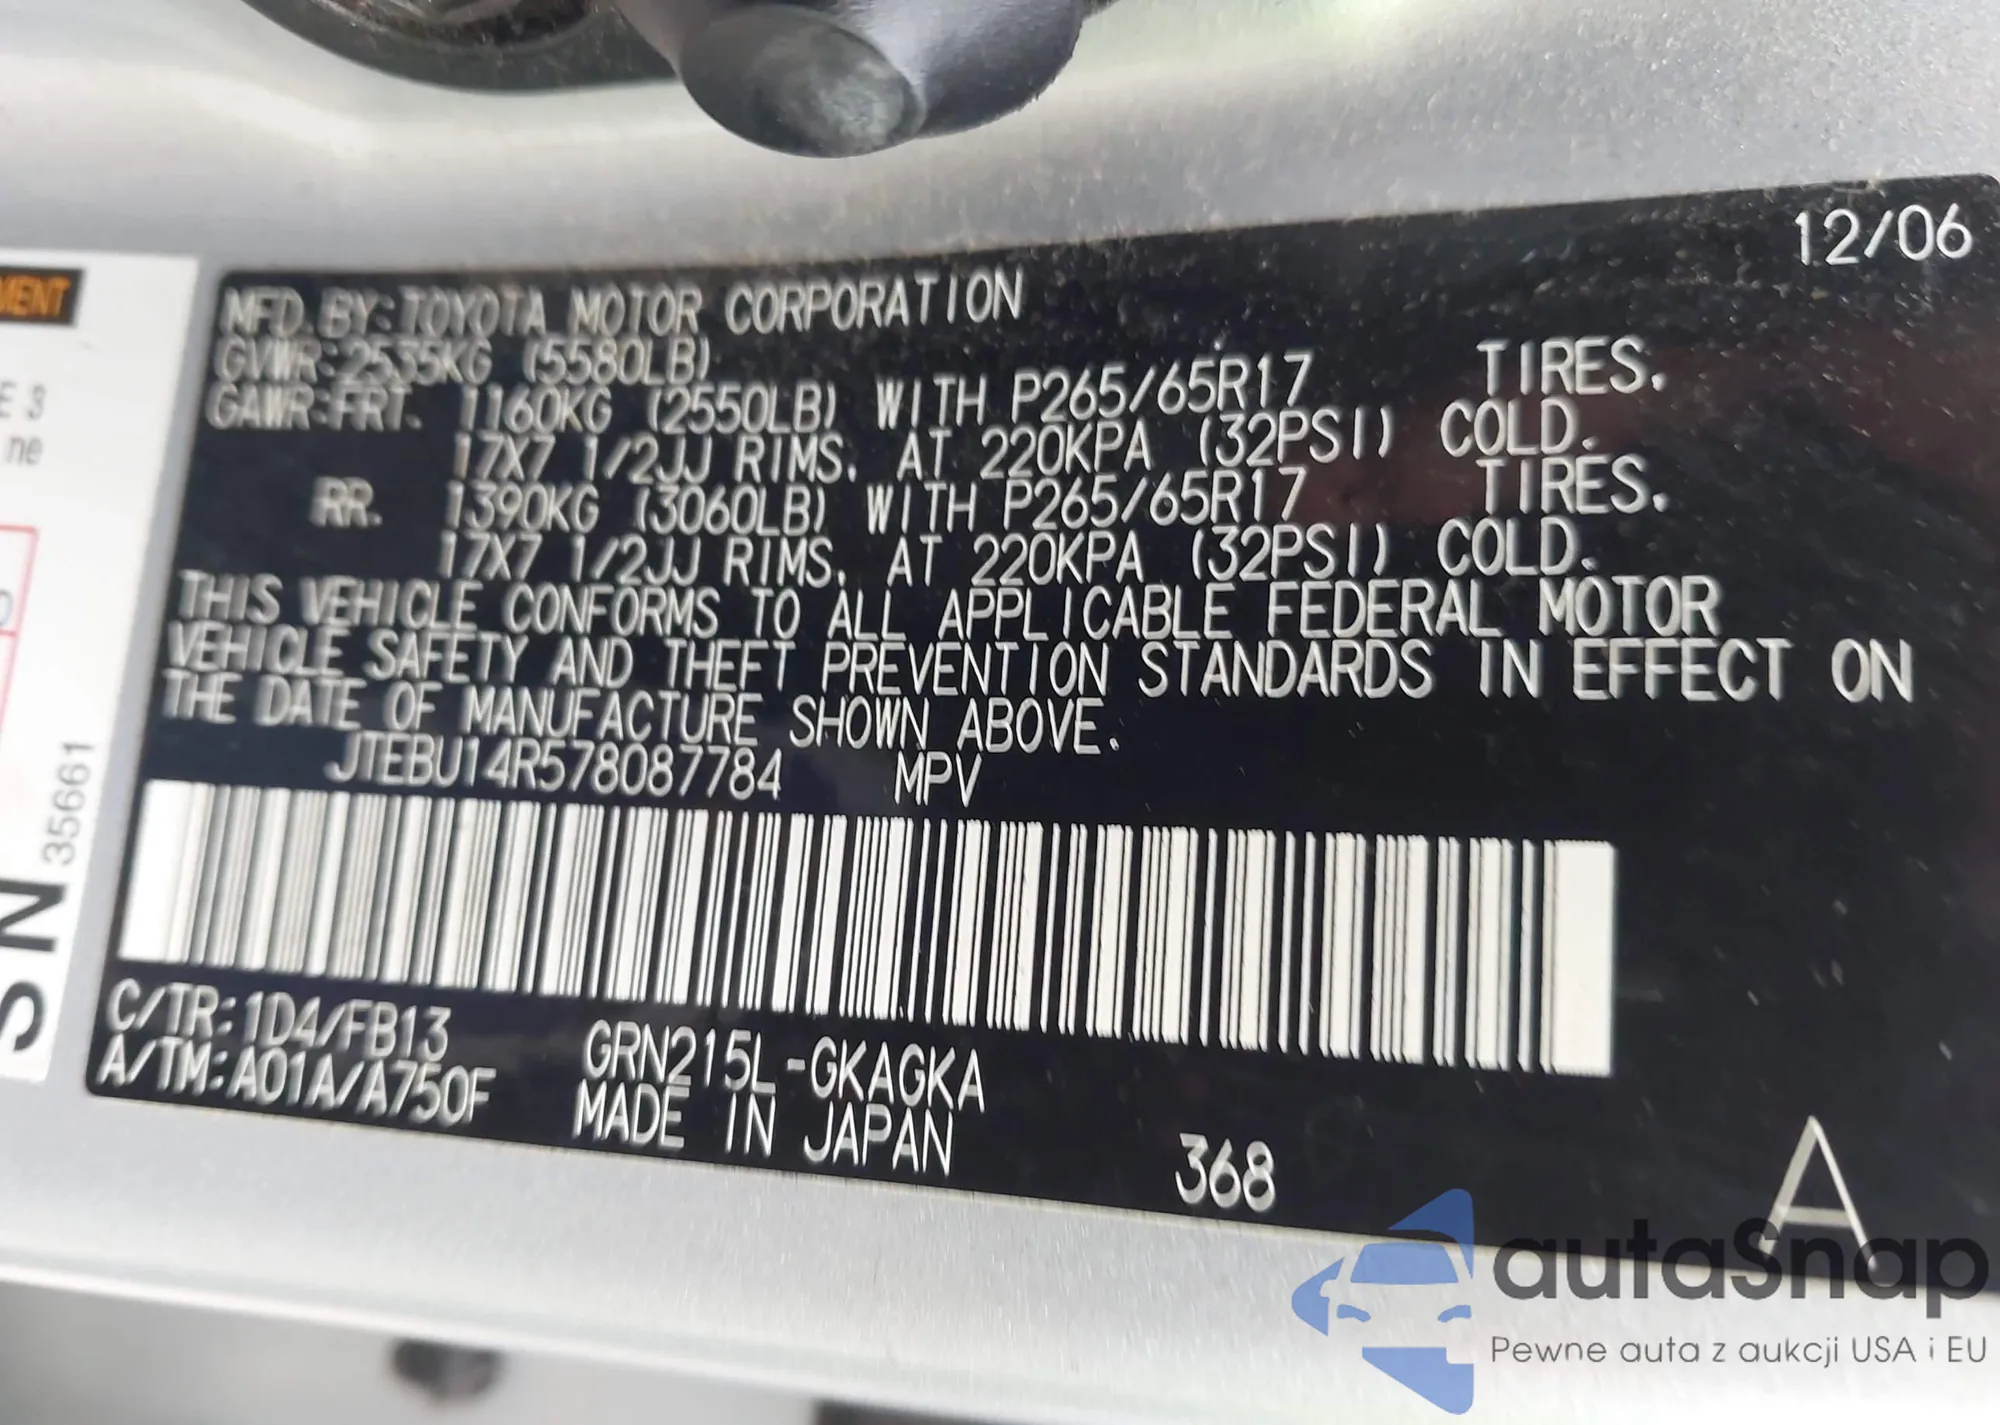 12/06
MFD. BY: TOYOTA MOTOR CORPORATION
GVWR: 2535KG (5580LB)
GAWR: FRT. 1160KG (2550LB) WITH P265/65R17 TIRES.
17X7 1/2JJ RIMS. AT 220KPA (32PSI) COLD.
RR. 1390KG (3060LB) WITH P265/65R17 TIRES.
17X7 1/2JJ RIMS. AT 220KPA (32PSI) COLD.
THIS VEHICLE CONFORMS TO ALL APPLICABLE FEDERAL MOTOR
VEHICLE SAFETY AND THEFT PREVENTION STANDARDS IN EFFECT ON
THE DATE OF MANUFACTURE SHOWN ABOVE.
JTEBU14R578087784 MPV
C/TR: 1D4/FB13 GRN215L-GKAGKA
A/TM: A01A/A750F MADE IN JAPAN
368
A
35661
autaSnap
Pewne auta z aukcji USA i EU